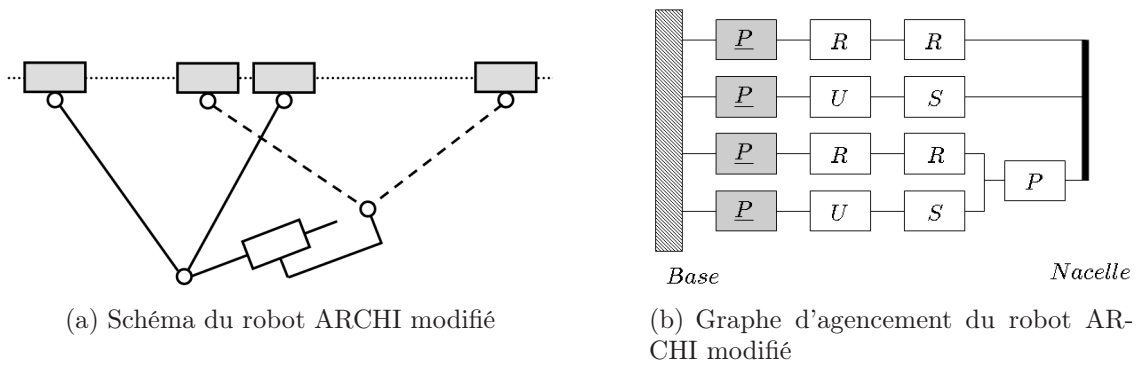 P R R
P U S
P R R
P
P U S
Base
Nacelle
(a) Schéma du robot ARCHI modifié
(b) Graphe d'agencement du robot AR-
CHI modifié